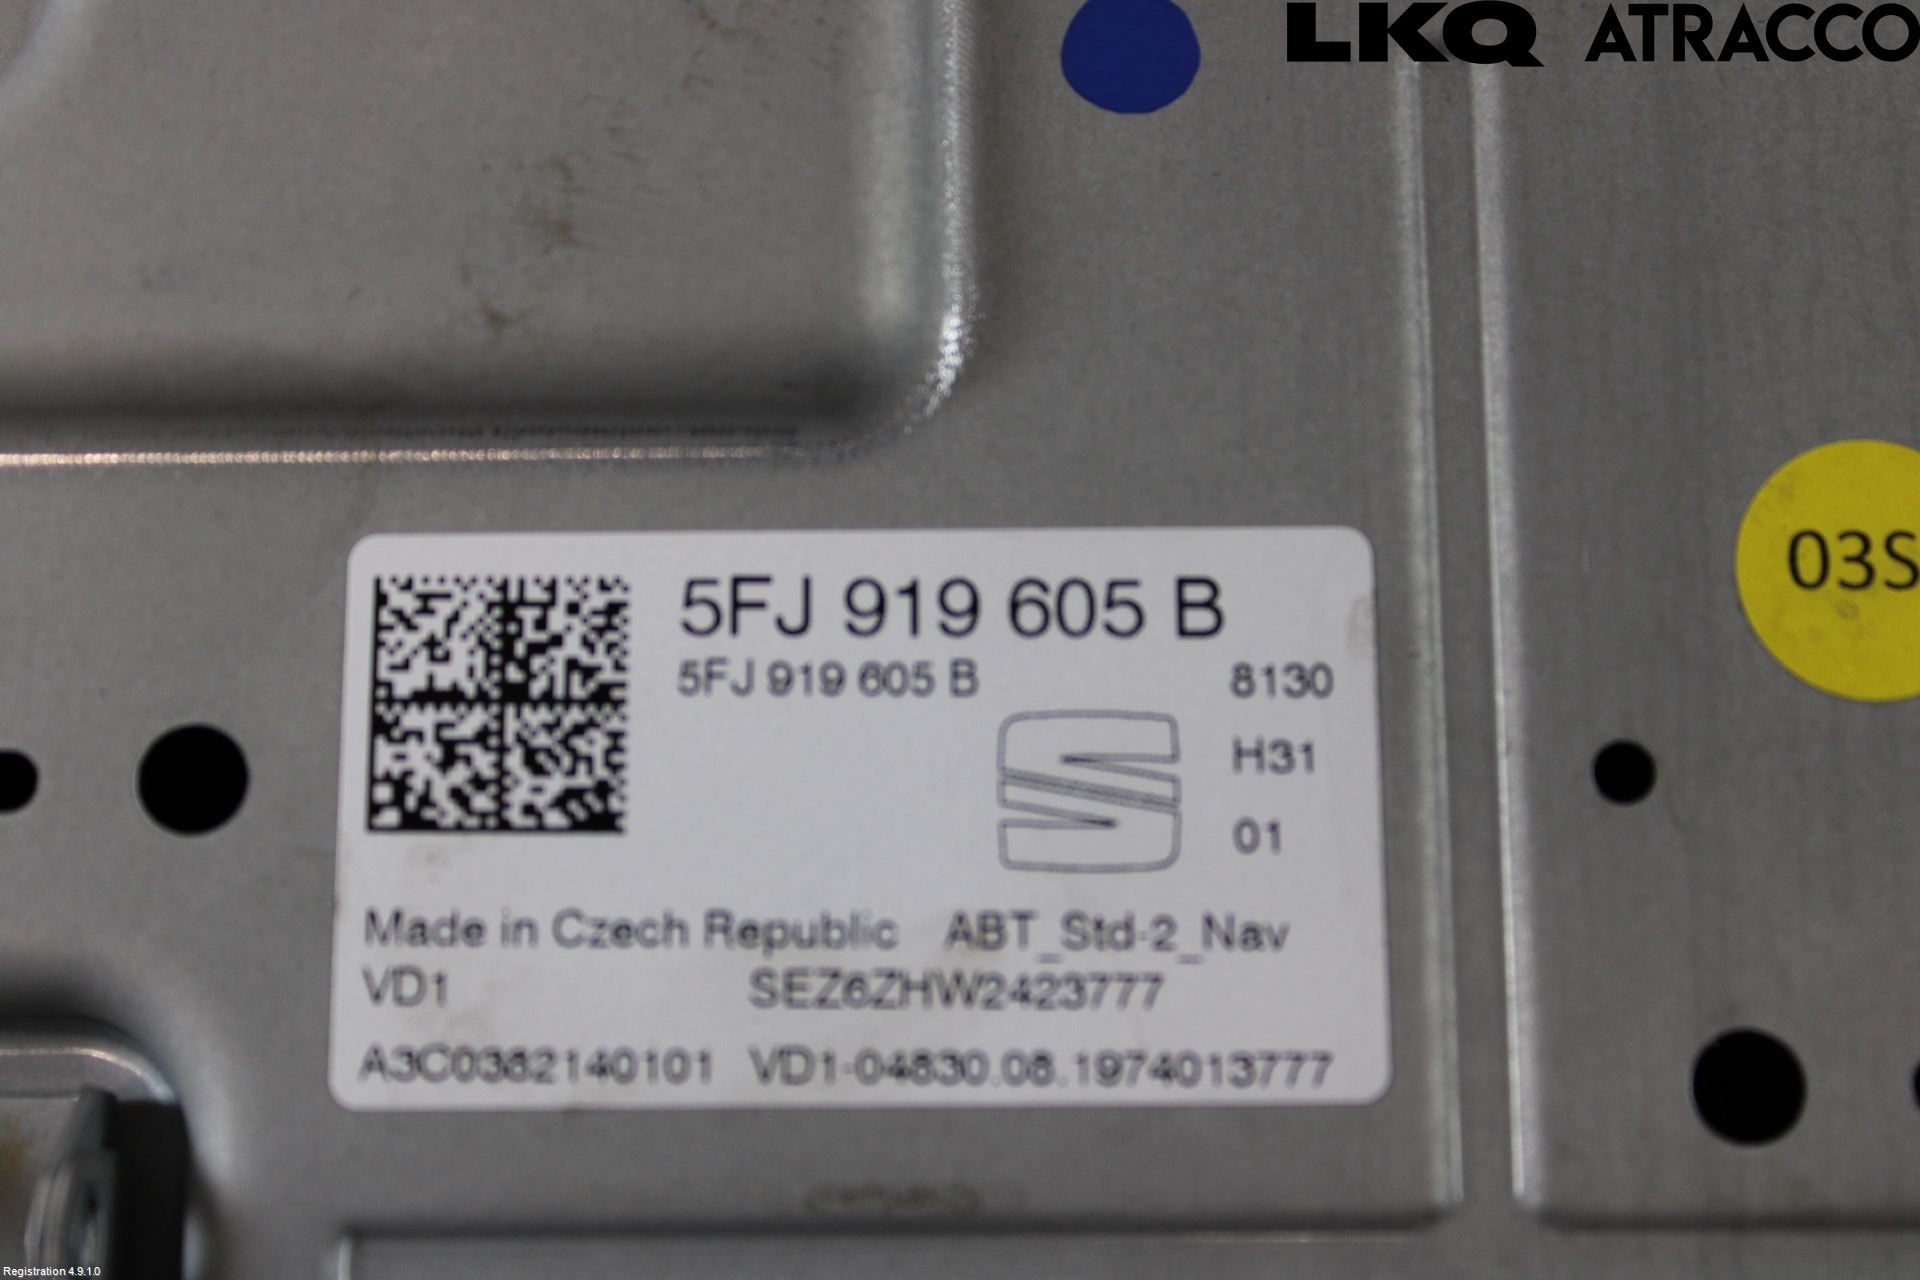 LKQ ATRACCO
03S
5FJ 919 605 B
5FJ 919 605 B 8130
H31
01
Made in Czech Republic ABT_Std-2_Nav
VD1 SEZ6ZHW2423777
A3C0382140101 VD1-04830.08.1974013777
Registration 4.9.1.0